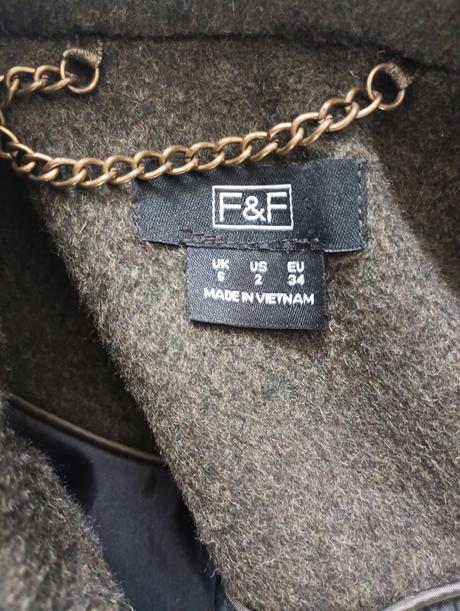 F&F
UK US EU
6 2 34
MADE IN VIETNAM